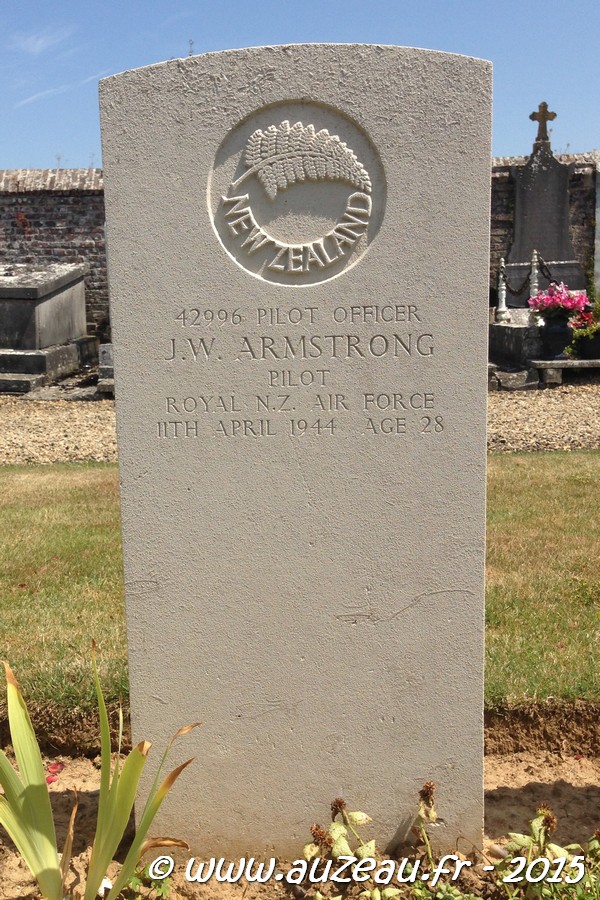 NEW ZEALAND
42996 PILOT OFFICER
J.W. ARMSTRONG
PILOT
ROYAL N.Z. AIR FORCE
11TH APRIL 1944 AGE 28
© www.auzeau.fr - 2015